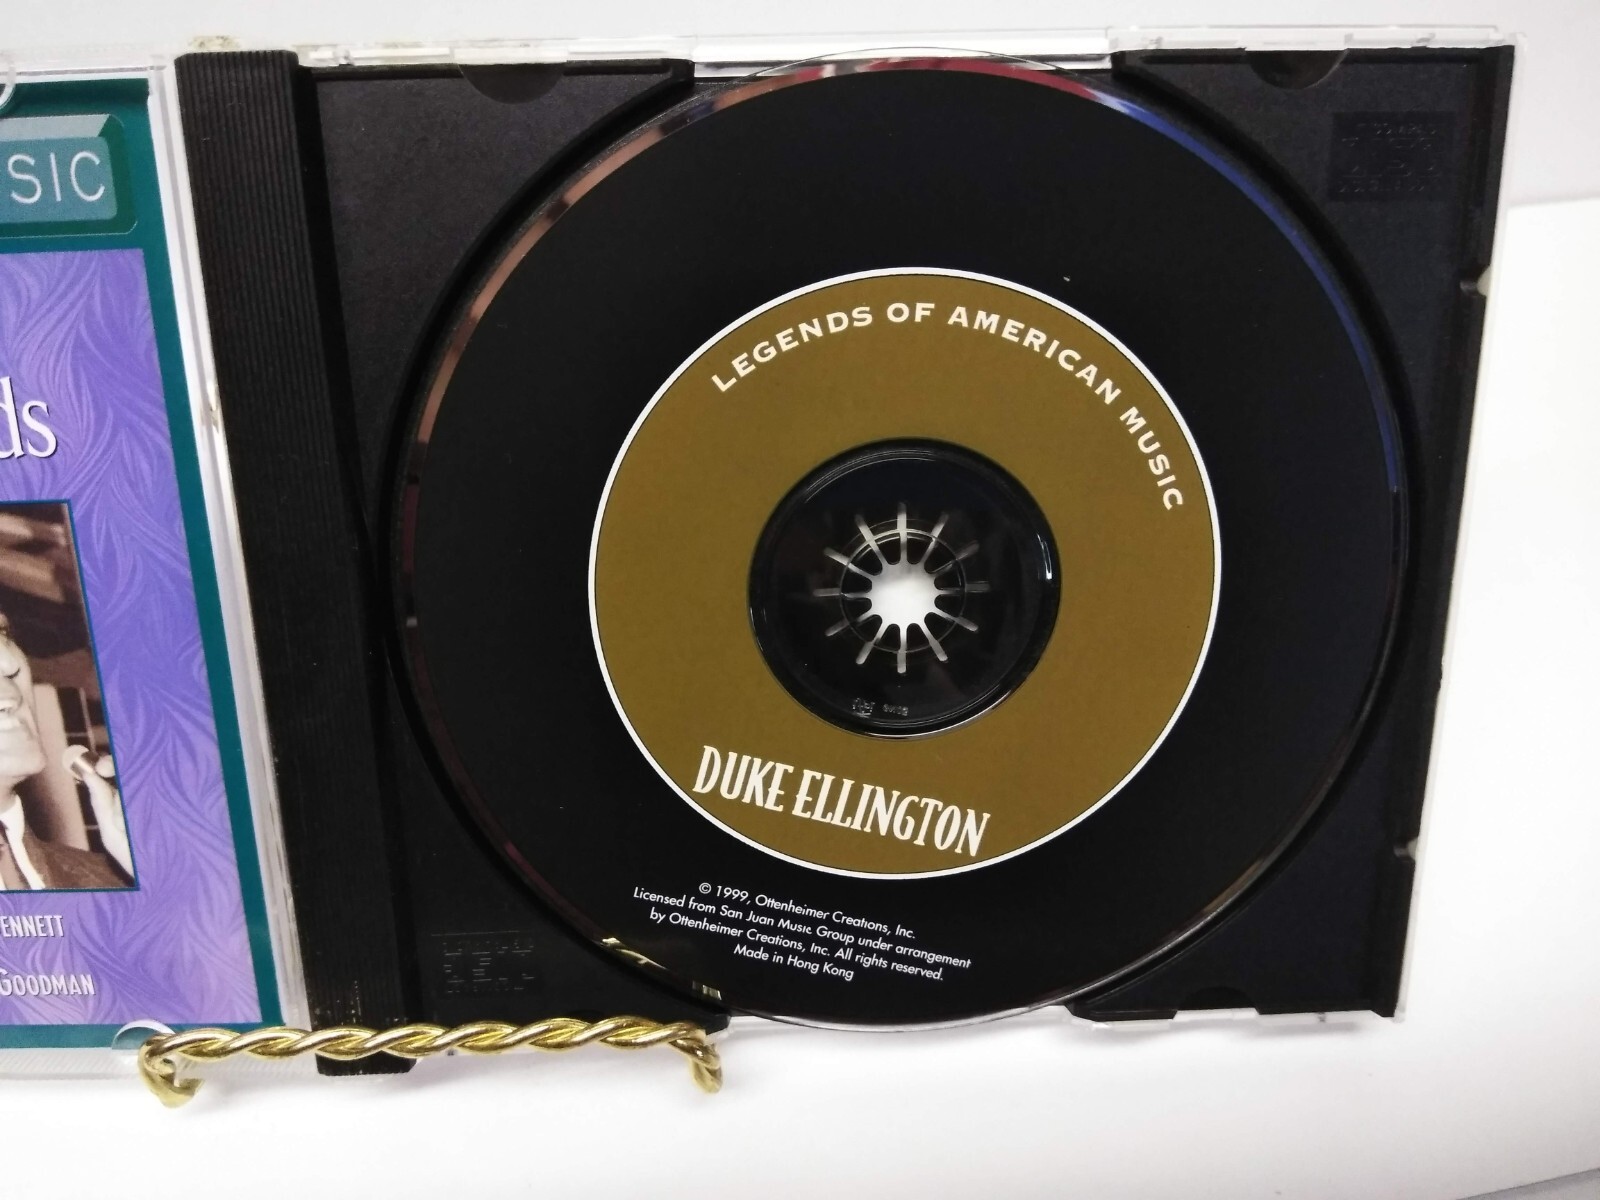 SIC
ds
ENNETT
GOODMAN
LEGENDS OF AMERICAN MUSIC
DUKE ELLINGTON
© 1999, Ottenheimer Creations, Inc.
Licensed from San Juan Music Group under arrangement
by Ottenheimer Creations, Inc. All rights reserved.
Made in Hong Kong